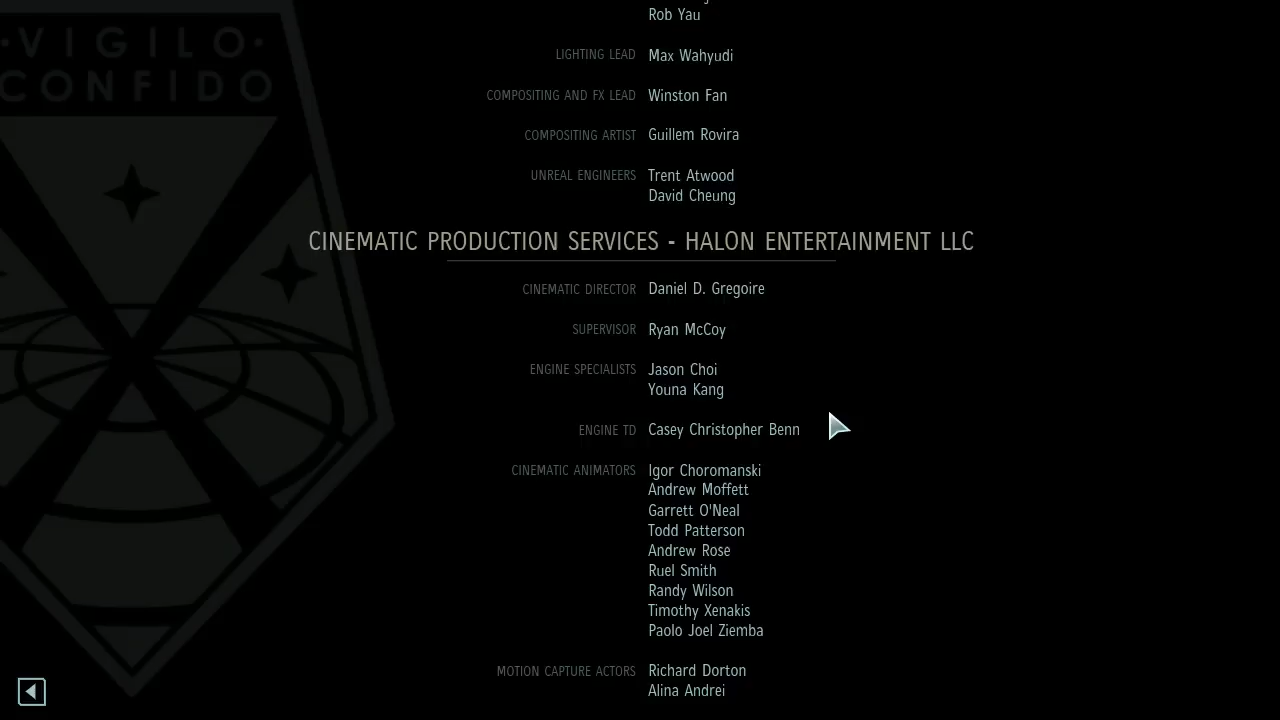 ·VIGILO·
CONFIDO
Rob Yau
LIGHTING LEAD Max Wahyudi
COMPOSITING AND FX LEAD Winston Fan
COMPOSITING ARTIST Guillem Rovira
UNREAL ENGINEERS Trent Atwood
David Cheung
CINEMATIC PRODUCTION SERVICES - HALON ENTERTAINMENT LLC
CINEMATIC DIRECTOR Daniel D. Gregoire
SUPERVISOR Ryan McCoy
ENGINE SPECIALISTS Jason Choi
Youna Kang
ENGINE TD Casey Christopher Benn
CINEMATIC ANIMATORS Igor Choromanski
Andrew Moffett
Garrett O'Neal
Todd Patterson
Andrew Rose
Ruel Smith
Randy Wilson
Timothy Xenakis
Paolo Joel Ziemba
MOTION CAPTURE ACTORS Richard Dorton
Alina Andrei